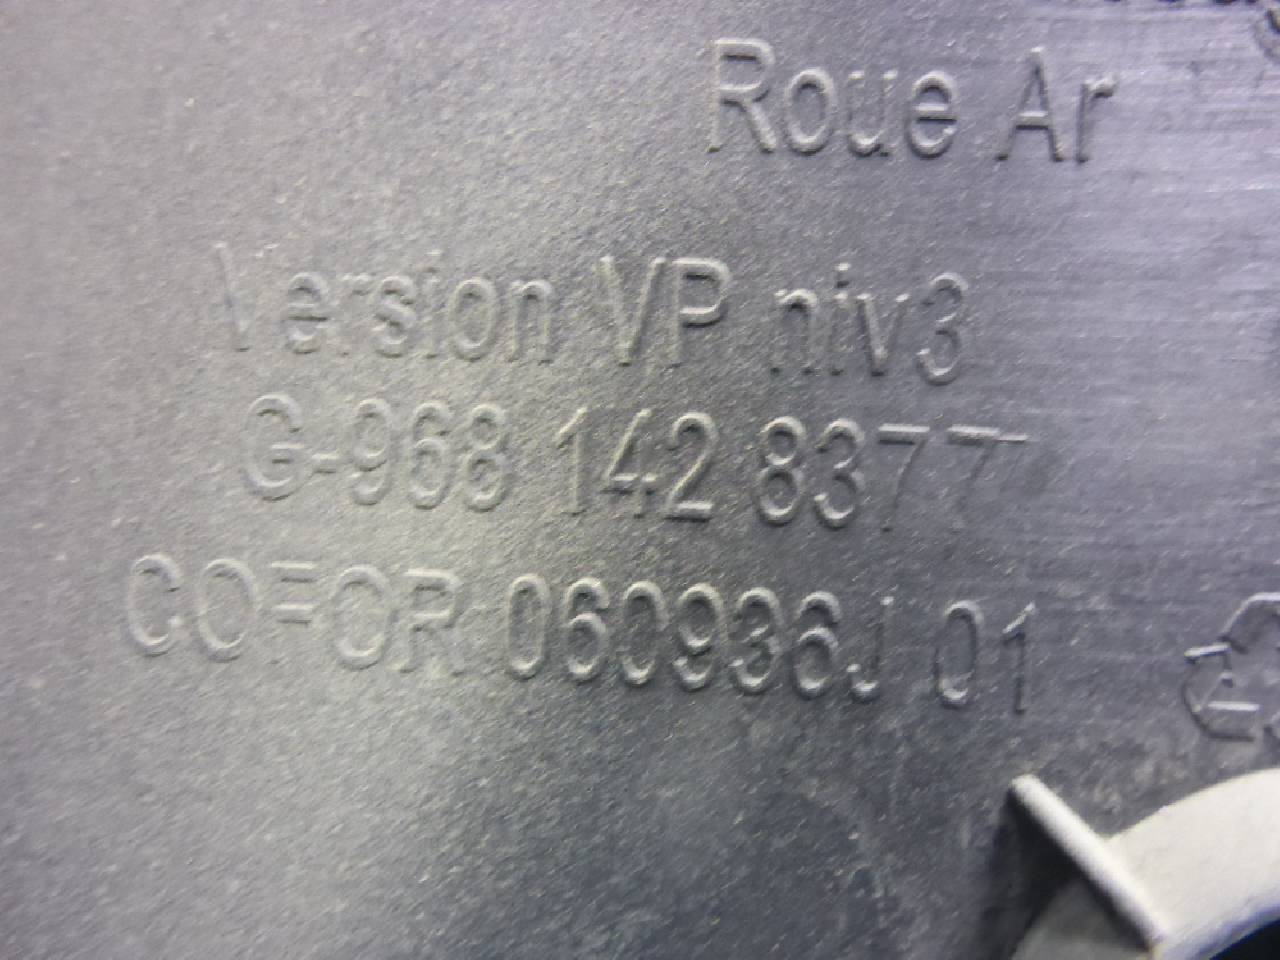 Roue Ar
Version VP niv3
G-968 142 8377
COFOR 060936J 01